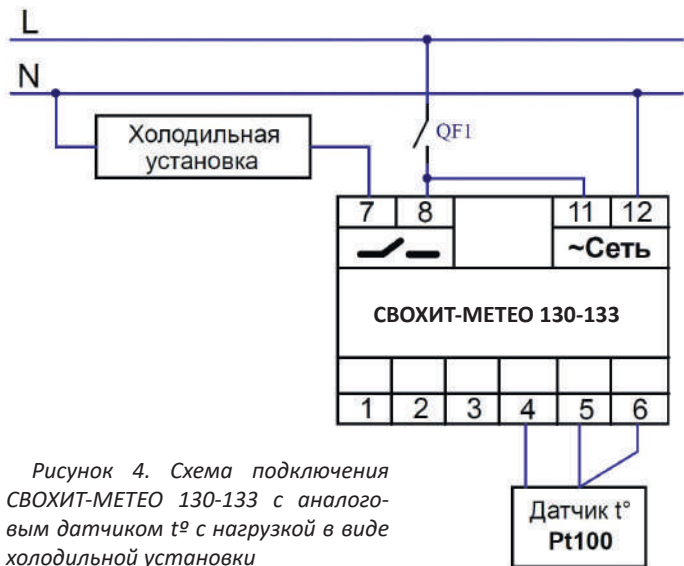 L
N
Холодильная
установка
QF1
7 8 11 12
~Сеть
СВОХИТ-МЕТЕО 130-133
1 2 3 4 5 6
Рисунок 4. Схема подключения
СВОХИТ-МЕТЕО 130-133 с аналого-
вым датчиком tº с нагрузкой в виде
холодильной установки
Датчик t°
Pt100